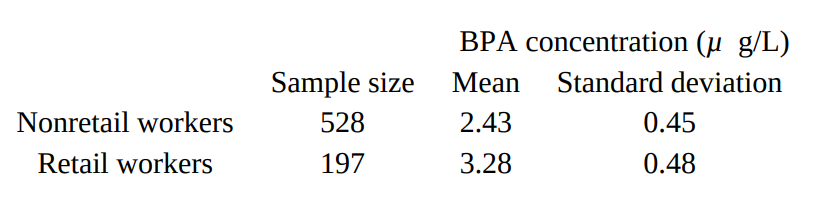 BPA concentration (μ g/L)
Sample size Mean Standard deviation
Nonretail workers 528 2.43 0.45
Retail workers 197 3.28 0.48